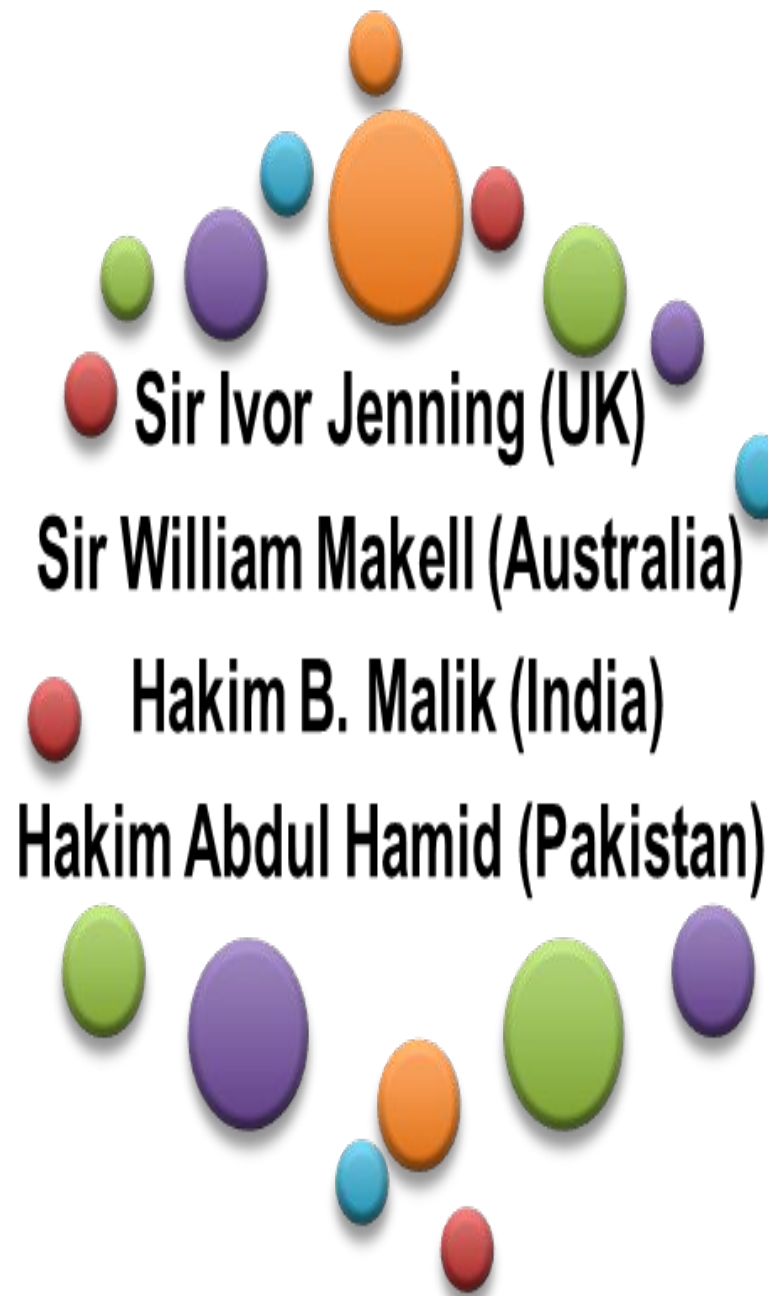 Sir Ivor Jenning (UK)
Sir William Makell (Australia)
Hakim B. Malik (India)
Hakim Abdul Hamid (Pakistan)